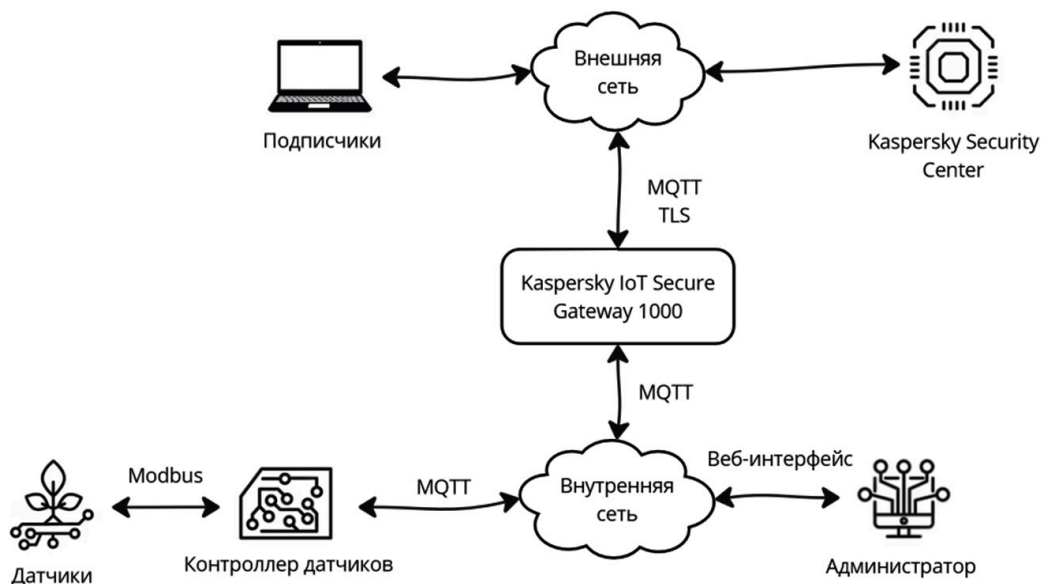 Внешняя
сеть
Подписчики
Kaspersky Security
Center
MQTT
TLS
Kaspersky IoT Secure
Gateway 1000
MQTT
Веб-интерфейс
Modbus
MQTT
Внутренняя
сеть
Датчики
Контроллер датчиков
Администратор